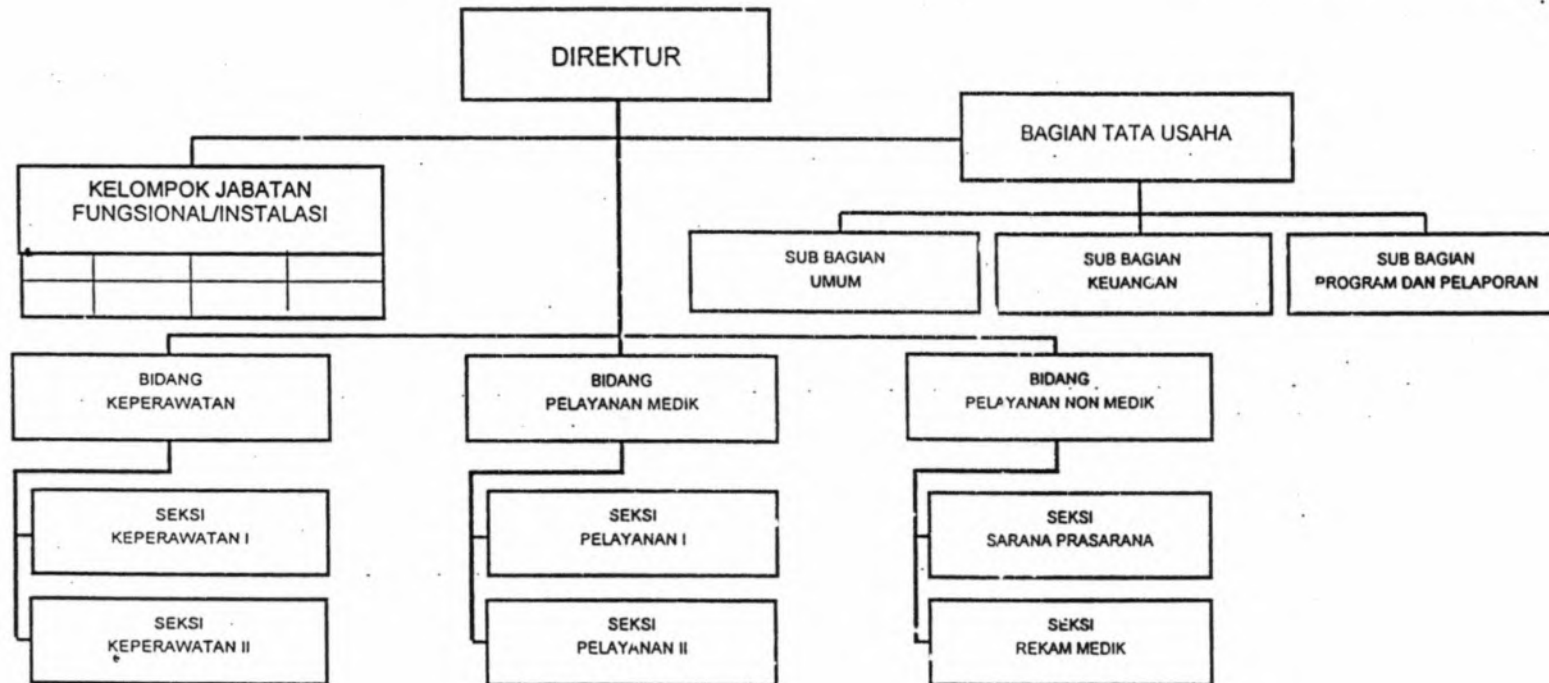 DIREKTUR
BAGIAN TATA USAHA
KELOMPOK JABATAN
FUNGSIONAL/INSTALASI
SUB BAGIAN
UMUM
SUB BAGIAN
KEUANGAN
SUB BAGIAN
PROGRAM DAN PELAPORAN
BIDANG
KEPERAWATAN
BIDANG
PELAYANAN MEDIK
BIDANG
PELAYANAN NON MEDIK
SEKSI
KEPERAWATAN I
SEKSI
PELAYANAN I
SEKSI
SARANA PRASARANA
SEKSI
KEPERAWATAN II
SEKSI
PELAYANAN II
SEKSI
REKAM MEDIK